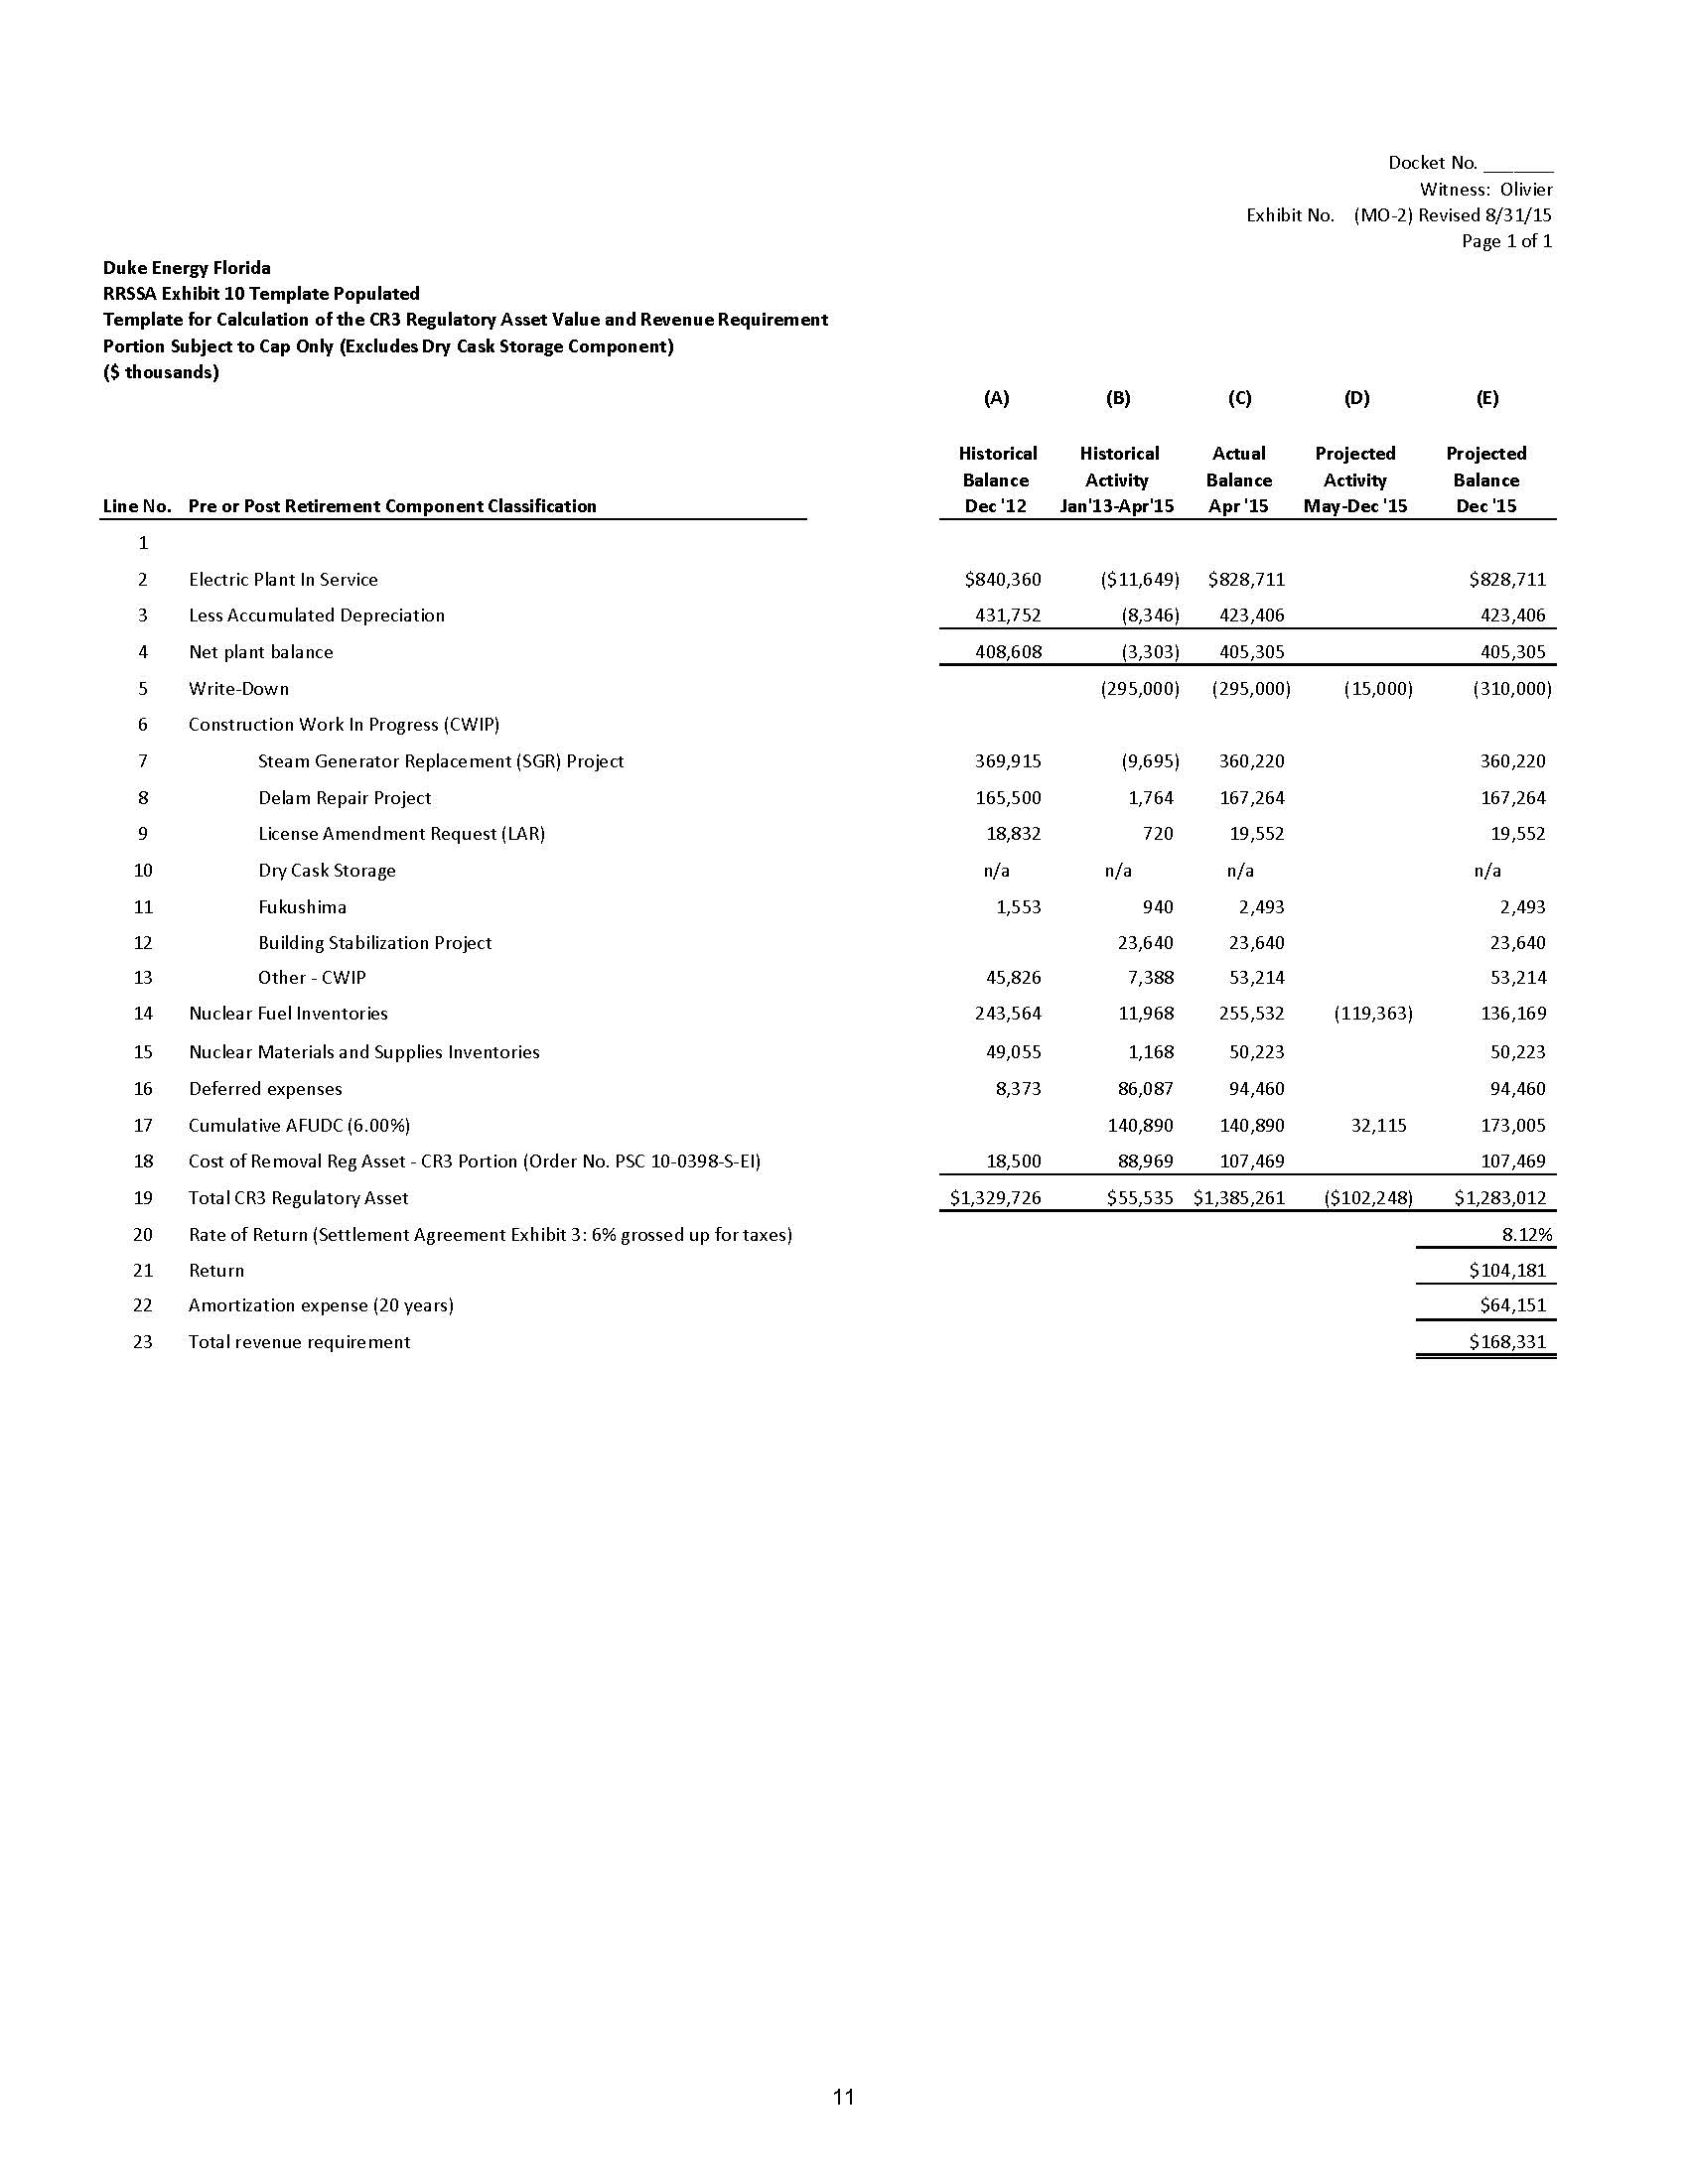 Docket No. _______
Witness: Olivier
Exhibit No. (MO-2) Revised 8/31/15
Page 1 of 1
Duke Energy Florida
RRSSA Exhibit 10 Template Populated
Template for Calculation of the CR3 Regulatory Asset Value and Revenue Requirement
Portion Subject to Cap Only (Excludes Dry Cask Storage Component)
($ thousands)
(A) (B) (C) (D) (E)
Historical Historical Actual Projected Projected
Balance Activity Balance Activity Balance
Line No. Pre or Post Retirement Component Classification Dec '12 Jan'13-Apr'15 Apr '15 May-Dec '15 Dec '15
1
2 Electric Plant In Service $840,360 ($11,649) $828,711 $828,711
3 Less Accumulated Depreciation 431,752 (8,346) 423,406 423,406
4 Net plant balance 408,608 (3,303) 405,305 405,305
5 Write-Down (295,000) (295,000) (15,000) (310,000)
6 Construction Work In Progress (CWIP)
7 Steam Generator Replacement (SGR) Project 369,915 (9,695) 360,220 360,220
8 Delam Repair Project 165,500 1,764 167,264 167,264
9 License Amendment Request (LAR) 18,832 720 19,552 19,552
10 Dry Cask Storage n/a n/a n/a n/a
11 Fukushima 1,553 940 2,493 2,493
12 Building Stabilization Project 23,640 23,640 23,640
13 Other - CWIP 45,826 7,388 53,214 53,214
14 Nuclear Fuel Inventories 243,564 11,968 255,532 (119,363) 136,169
15 Nuclear Materials and Supplies Inventories 49,055 1,168 50,223 50,223
16 Deferred expenses 8,373 86,087 94,460 94,460
17 Cumulative AFUDC (6.00%) 140,890 140,890 32,115 173,005
18 Cost of Removal Reg Asset - CR3 Portion (Order No. PSC 10-0398-S-EI) 18,500 88,969 107,469 107,469
19 Total CR3 Regulatory Asset $1,329,726 $55,535 $1,385,261 ($102,248) $1,283,012
20 Rate of Return (Settlement Agreement Exhibit 3: 6% grossed up for taxes) 8.12%
21 Return $104,181
22 Amortization expense (20 years) $64,151
23 Total revenue requirement $168,331
11